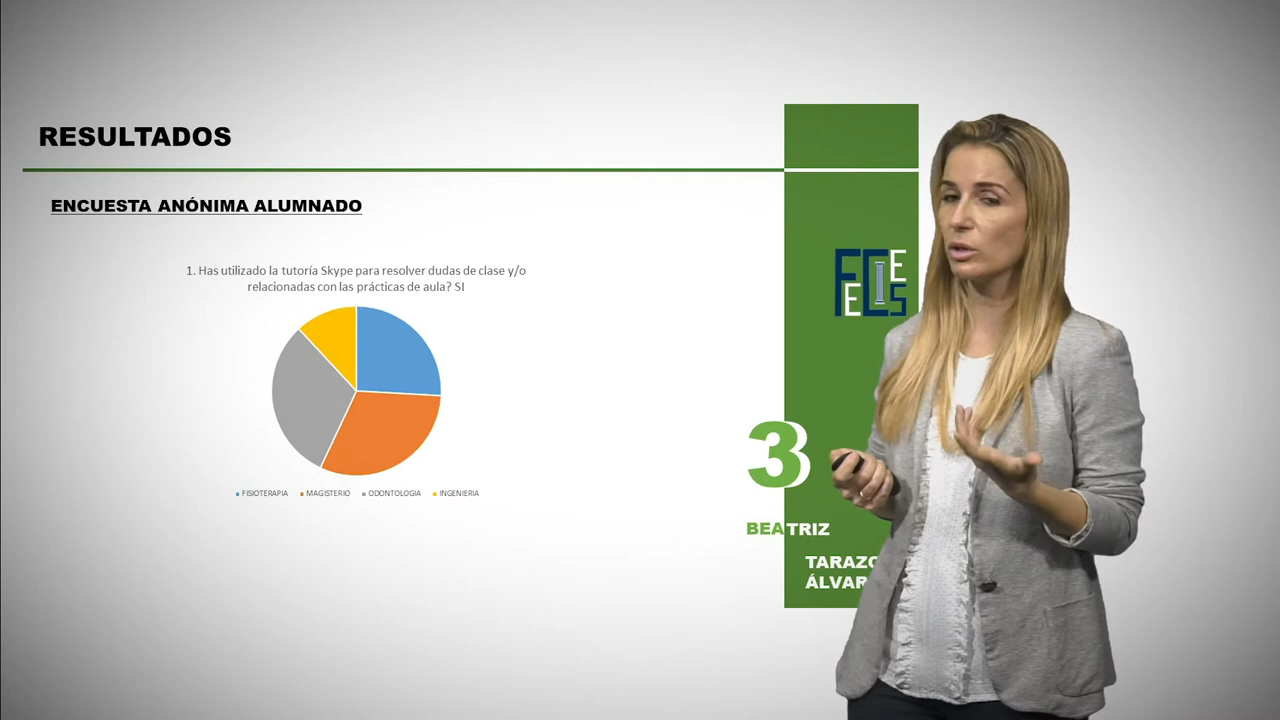 RESULTADOS
ENCUESTA ANÓNIMA ALUMNADO
1. Has utilizado la tutoría Skype para resolver dudas de clase y/o
relacionadas con las prácticas de aula? SI
FISIOTERAPIA MAGISTERIO ODONTOLOGIA INGENIERIA
FECIES
3
BEATRIZ